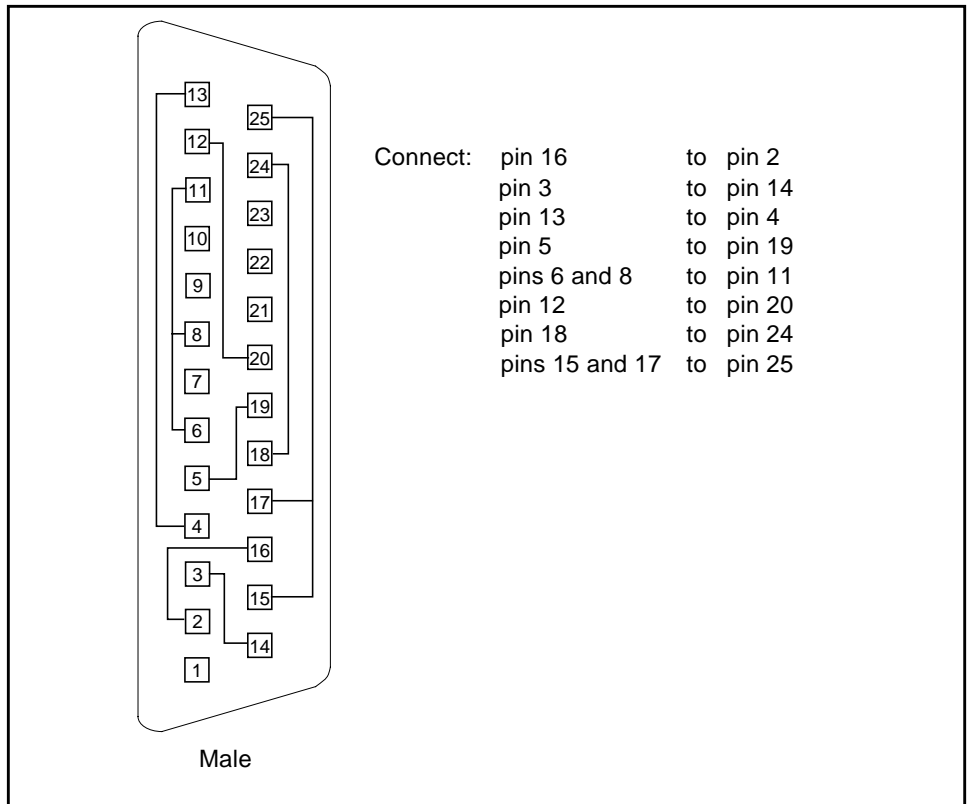 13
25
12
24
11
23
10
22
9
21
8
20
7
19
6
18
5
17
4
16
3
15
2
14
1
Male
Connect: pin 16 to pin 2
pin 3 to pin 14
pin 13 to pin 4
pin 5 to pin 19
pins 6 and 8 to pin 11
pin 12 to pin 20
pin 18 to pin 24
pins 15 and 17 to pin 25